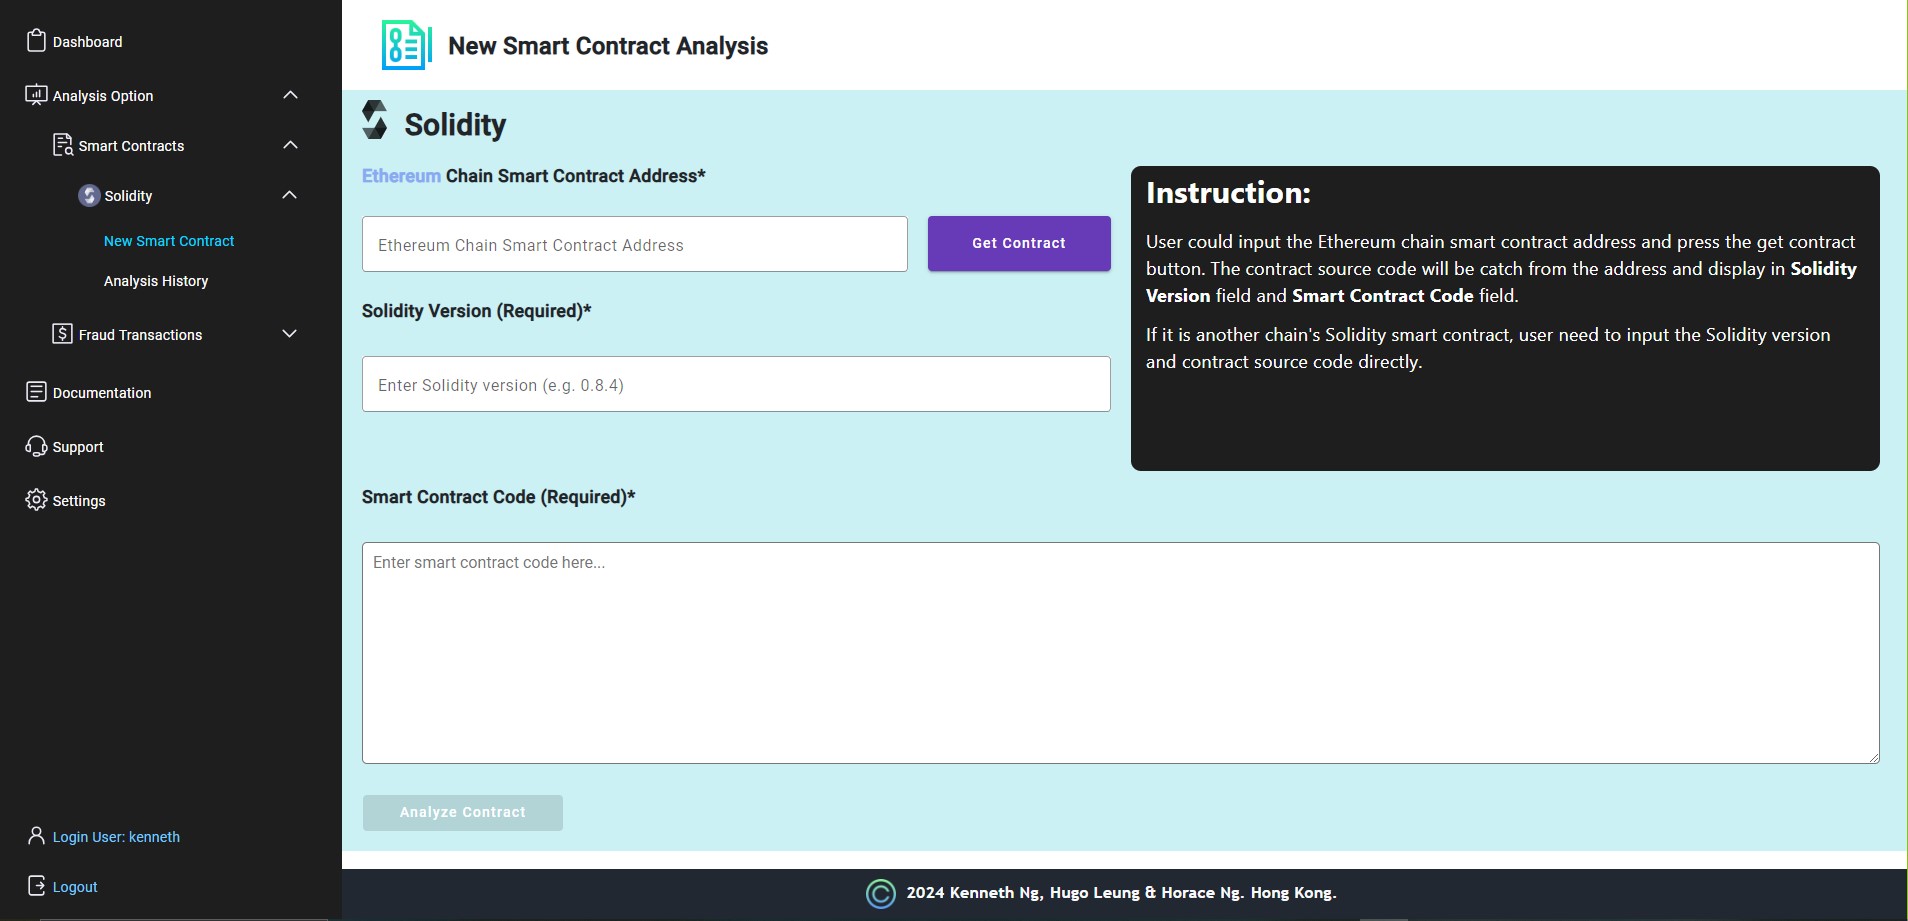 Dashboard
Analysis Option
Smart Contracts
Solidity
New Smart Contract
Analysis History
Fraud Transactions
Documentation
Support
Settings
Login User: kenneth
Logout
New Smart Contract Analysis
Solidity
Ethereum Chain Smart Contract Address*
Ethereum Chain Smart Contract Address
Get Contract
Solidity Version (Required)*
Enter Solidity version (e.g. 0.8.4)
Instruction:
User could input the Ethereum chain smart contract address and press the get contract
button. The contract source code will be catch from the address and display in Solidity
Version field and Smart Contract Code field.
If it is another chain's Solidity smart contract, user need to input the Solidity version
and contract source code directly.
Smart Contract Code (Required)*
Enter smart contract code here...
Analyze Contract
2024 Kenneth Ng, Hugo Leung & Horace Ng. Hong Kong.